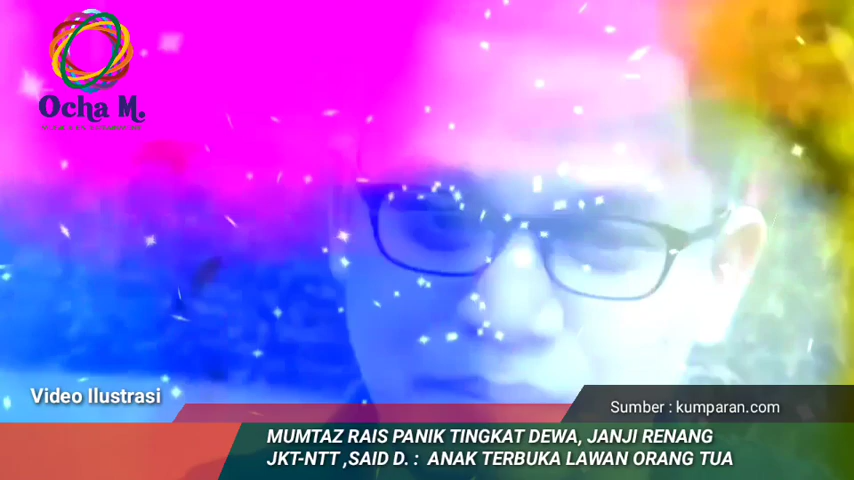 Ocha M.
Video Ilustrasi
Sumber : kumparan.com
MUMTAZ RAIS PANIK TINGKAT DEWA, JANJI RENANG
JKT-NTT ,SAID D. :  ANAK TERBUKA LAWAN ORANG TUA